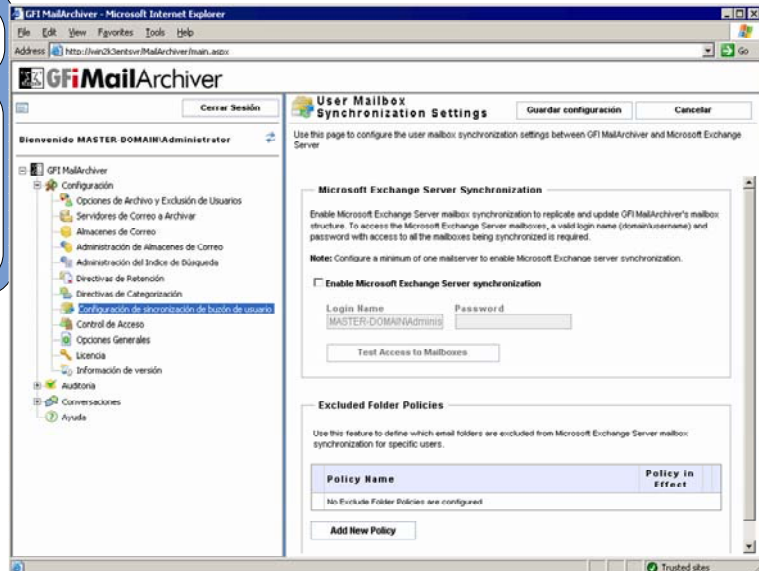 GFI MailArchiver - Microsoft Internet Explorer
File Edit View Favorites Tools Help
Address http://win2k3entsvr/MailArchiver/main.aspx Go
GFiMailArchiver
Cerrar Sesión
Bienvenido MASTER-DOMAIN\Administrator
GFI MailArchiver
Configuración
Opciones de Archivo y Exclusión de Usuarios
Servidores de Correo a Archivar
Almacenes de Correo
Administración de Almacenes de Correo
Administración del Indice de Búsqueda
Directivas de Retención
Directivas de Categorización
Configuración de sincronización de buzón de usuario
Control de Acceso
Opciones Generales
Licencia
Información de versión
Auditoria
Conversaciones
Ayuda
User Mailbox
Synchronization Settings
Guardar configuración
Cancelar
Use this page to configure the user mailbox synchronization settings between GFI MailArchiver and Microsoft Exchange
Server
Microsoft Exchange Server Synchronization
Enable Microsoft Exchange Server mailbox synchronization to replicate and update GFI MailArchiver's mailbox
structure. To access the Microsoft Exchange Server mailboxes, a valid login name (domain\username) and
password with access to all the mailboxes being synchronized is required.
Note: Configure a minimum of one mailserver to enable Microsoft Exchange server synchronization.
Enable Microsoft Exchange Server synchronization
Login Name Password
MASTER-DOMAIN\Adminis
Test Access to Mailboxes
Excluded Folder Policies
Use this feature to define which email folders are excluded from Microsoft Exchange Server mailbox
synchronization for specific users.
Policy Name
Policy in
Effect
No Exclude Folder Policies are configured
Add New Policy
Trusted sites